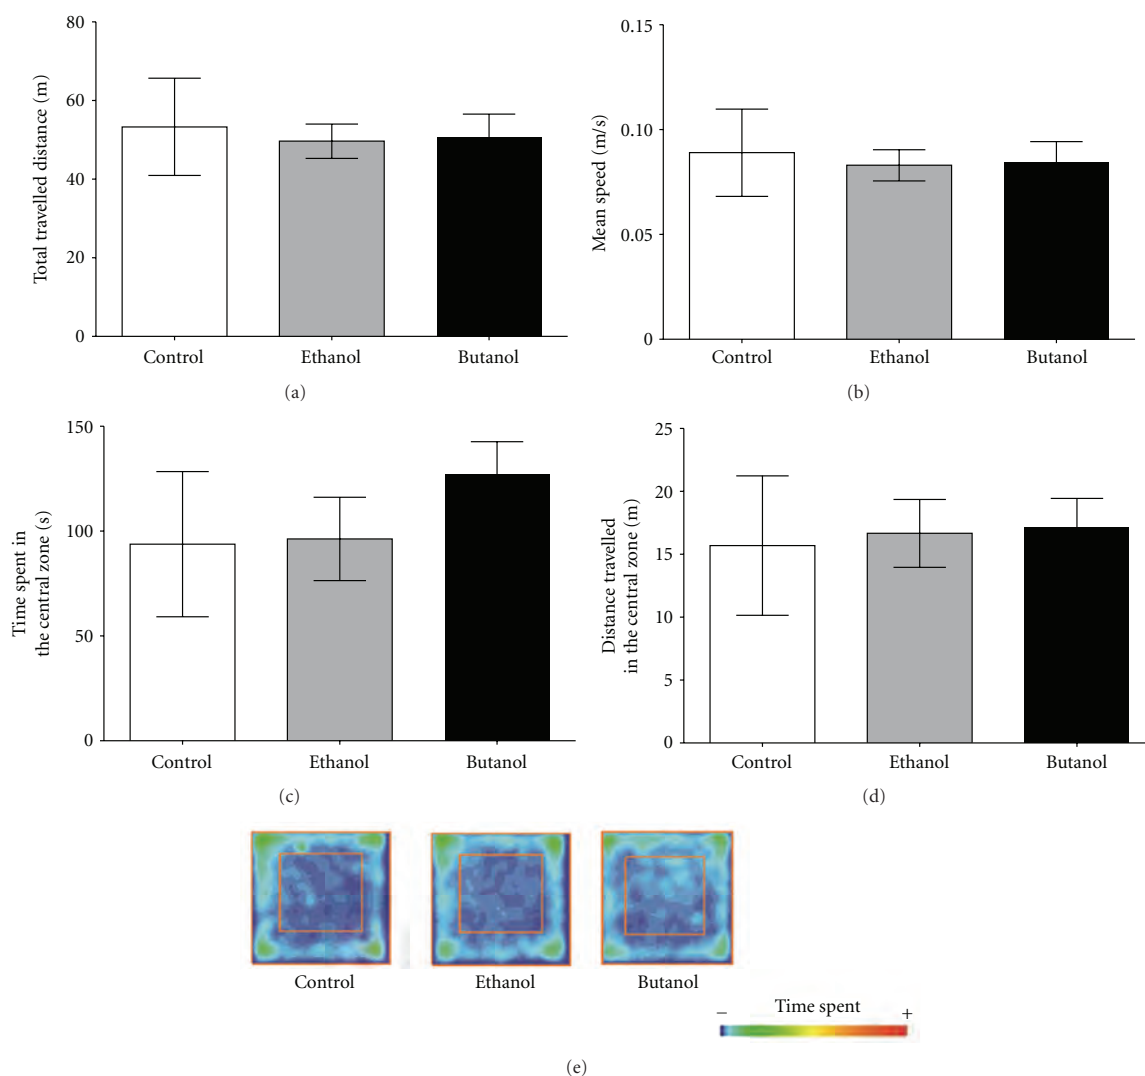 80
60
40
20
0
Total travelled distance (m)
Control
Ethanol
Butanol
(a)
0.15
0.10
0.05
0
Mean speed (m/s)
Control
Ethanol
Butanol
(b)
150
100
50
0
Time spent in
the central zone (s)
Control
Ethanol
Butanol
(c)
25
20
15
10
5
0
Distance travelled
in the central zone (m)
Control
Ethanol
Butanol
(d)
Control
Ethanol
Butanol
− Time spent +
(e)